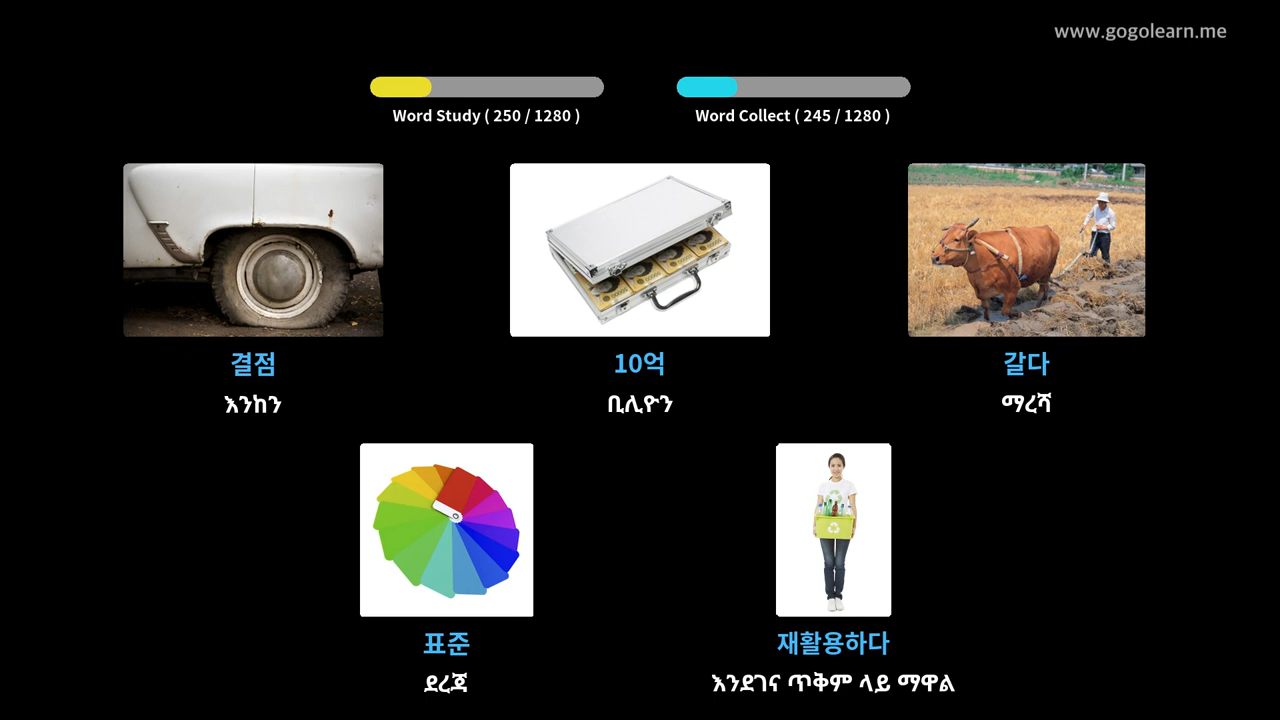 www.gogolearn.me
Word Study ( 250 / 1280 )
Word Collect ( 245 / 1280 )
결점
10억
갈다
እንከን
ቢሊዮን
ማረሻ
표준
재활용하다
ደረጃ
እንደገና ጥቅም ላይ ማዋል